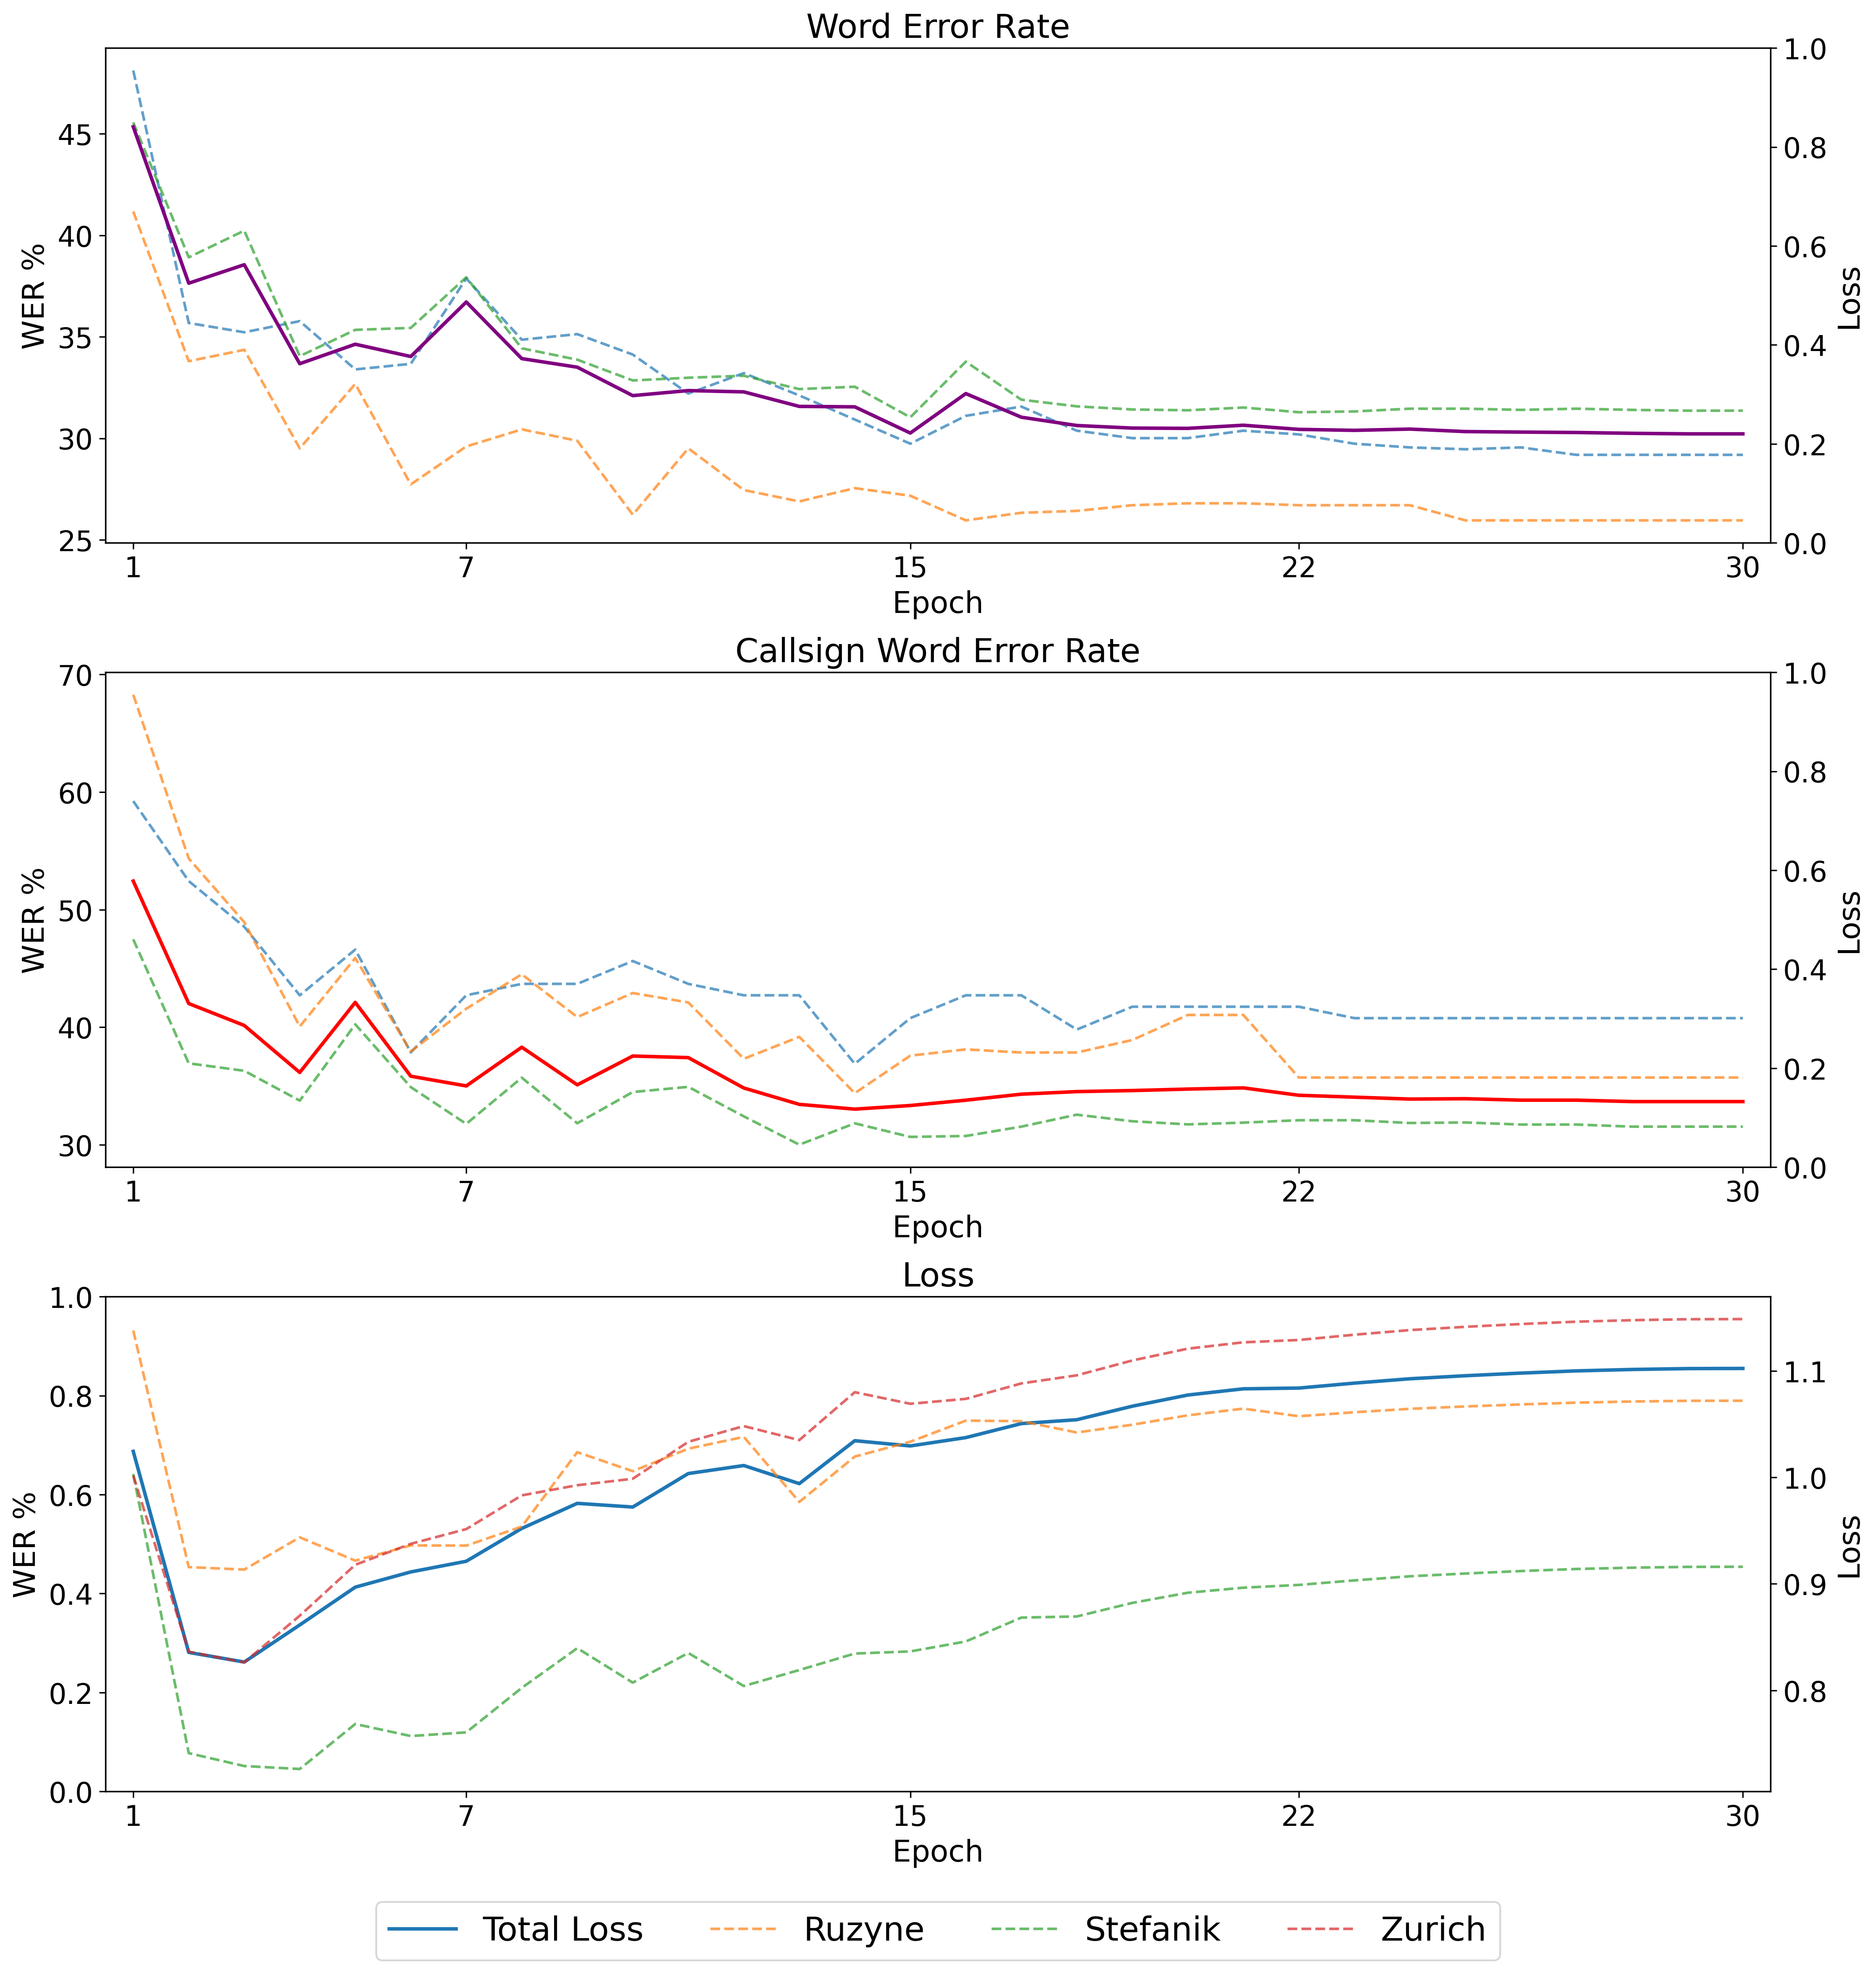 Word Error Rate
WER %
45
40
35
30
25
1.0
0.8
0.6
0.4
0.2
0.0
Loss
1 7 15 22 30
Epoch
Callsign Word Error Rate
WER %
70
60
50
40
30
1.0
0.8
0.6
0.4
0.2
0.0
Loss
1 7 15 22 30
Epoch
Loss
WER %
1.0
0.8
0.6
0.4
0.2
0.0
1.1
1.0
0.9
0.8
Loss
1 7 15 22 30
Epoch
Total Loss Ruzyne Stefanik Zurich